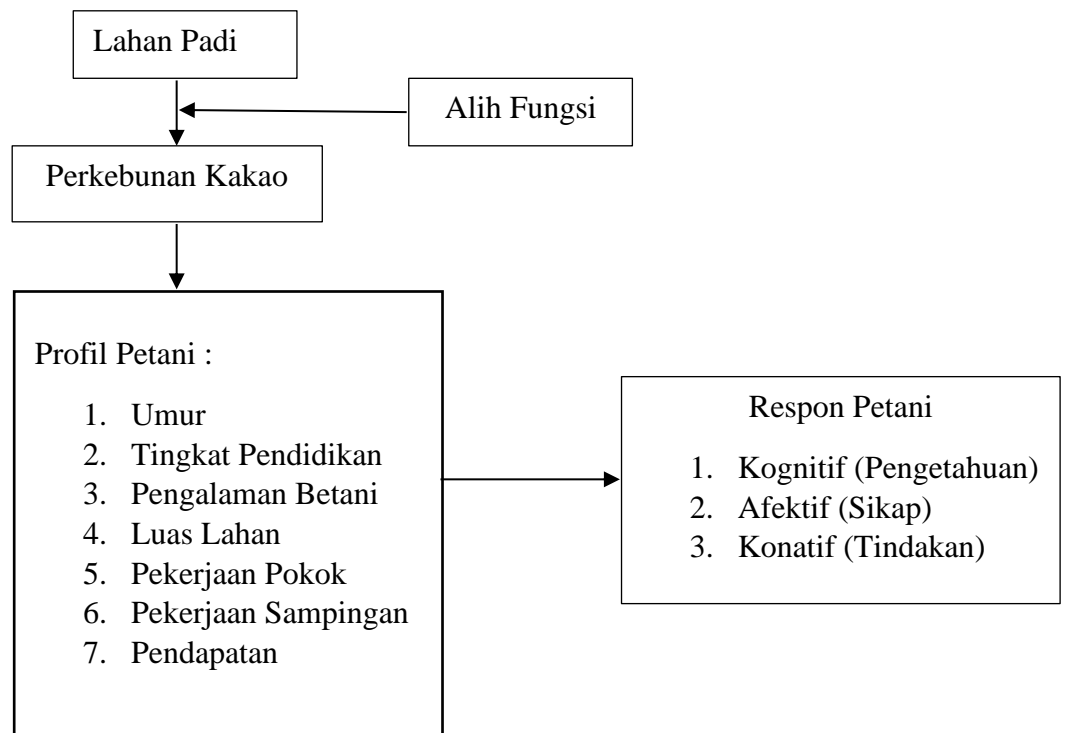 Lahan Padi
Alih Fungsi
Perkebunan Kakao
Profil Petani :
1. Umur
2. Tingkat Pendidikan
3. Pengalaman Betani
4. Luas Lahan
5. Pekerjaan Pokok
6. Pekerjaan Sampingan
7. Pendapatan
Respon Petani
1. Kognitif (Pengetahuan)
2. Afektif (Sikap)
3. Konatif (Tindakan)